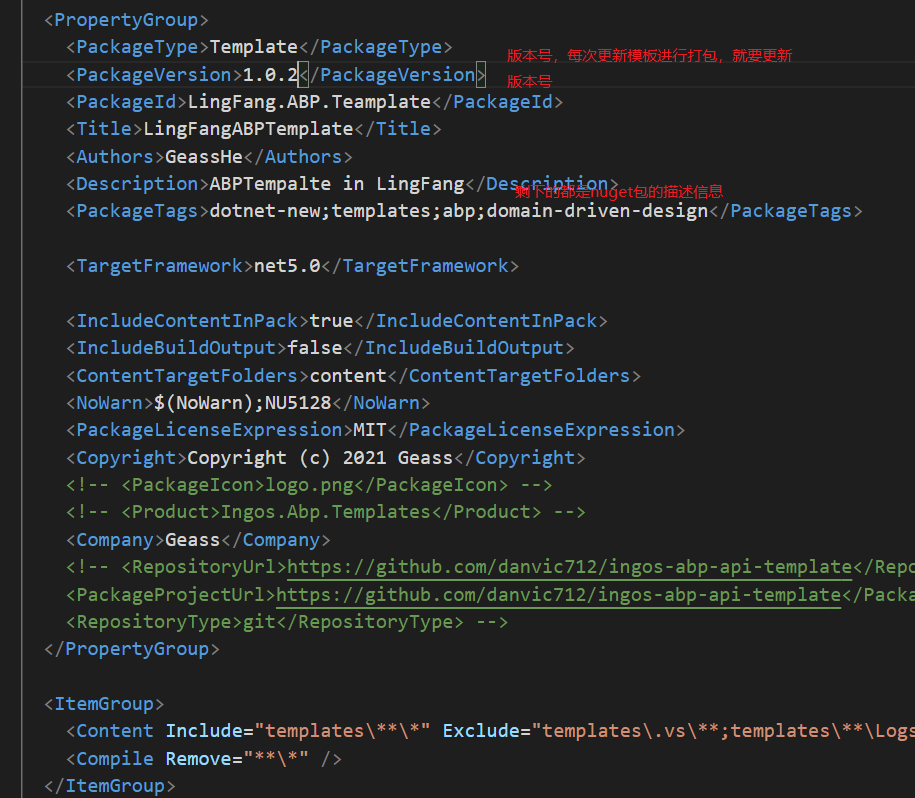 <PropertyGroup>
<PackageType>Template</PackageType>
版本号，每次更新模板进行打包，就要更新
<PackageVersion>1.0.2</PackageVersion>
版本号
<PackageId>LingFang.ABP.Teamplate</PackageId>
<Title>LingFangABPTemplate</Title>
<Authors>GeassHe</Authors>
<Description>ABPTempalte in LingFang</Description>
剩下的都是nuget包的描述信息
<PackageTags>dotnet-new;templates;abp;domain-driven-design</PackageTags>
<TargetFramework>net5.0</TargetFramework>
<IncludeContentInPack>true</IncludeContentInPack>
<IncludeBuildOutput>false</IncludeBuildOutput>
<ContentTargetFolders>content</ContentTargetFolders>
<NoWarn>$(NoWarn);NU5128</NoWarn>
<PackageLicenseExpression>MIT</PackageLicenseExpression>
<Copyright>Copyright (c) 2021 Geass</Copyright>
<!-- <PackageIcon>logo.png</PackageIcon> -->
<!-- <Product>Ingos.Abp.Templates</Product> -->
<Company>Geass</Company>
<!-- <RepositoryUrl>https://github.com/danvic712/ingos-abp-api-template</Repo
<PackageProjectUrl>https://github.com/danvic712/ingos-abp-api-template</Packa
<RepositoryType>git</RepositoryType> -->
</PropertyGroup>
<ItemGroup>
<Content Include="templates\**\*" Exclude="templates\.vs\**;templates\**\Logs
<Compile Remove="**\*" />
</ItemGroup>